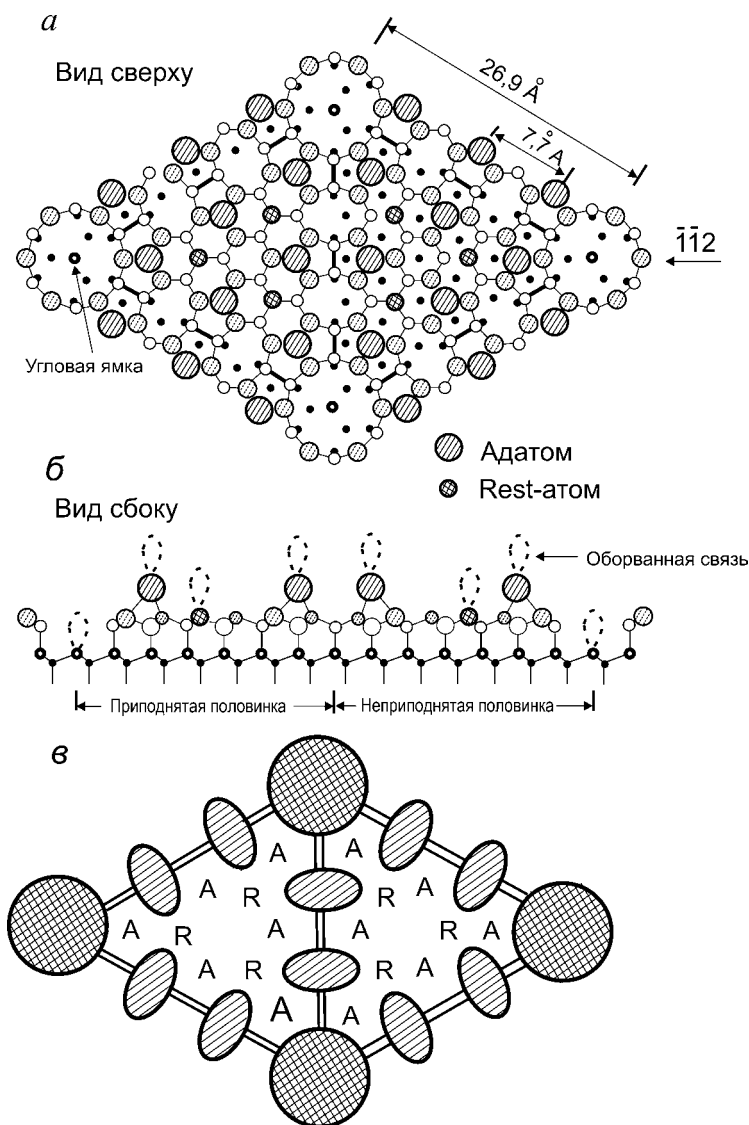 а
Вид сверху
26,9 Å
7,7 Å
1̅1̅2
Угловая ямка
Адатом
Rest-атом
б
Вид сбоку
Оборванная связь
Приподнятая половинка
Неприподнятая половинка
в
A A
A R R A
A R A A R A
A R R A
A A